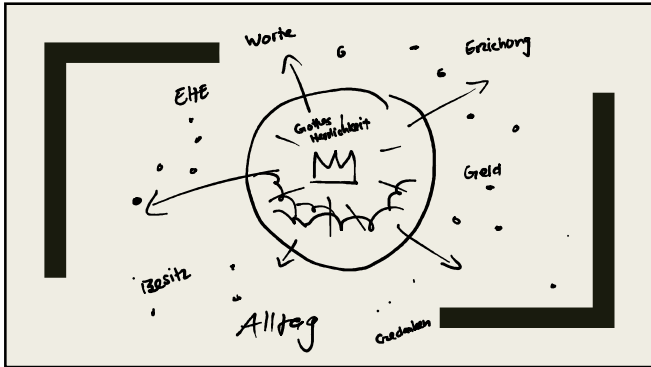 Worte
G
Erziehung
G
EHE
Gottes
Herrlichkeit
Geld
Besitz
Alltag
Gedanken